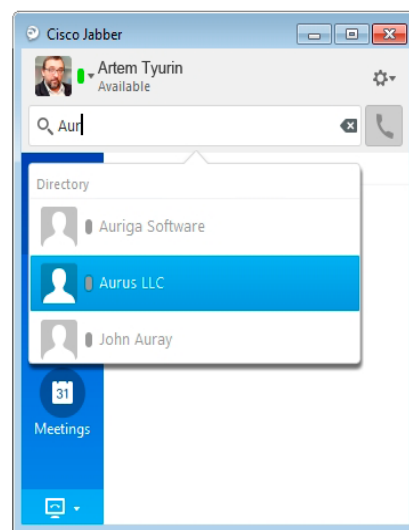 Cisco Jabber
Artem Tyurin
Available
Aur
Directory
Auriga Software
Aurus LLC
John Auray
31
Meetings